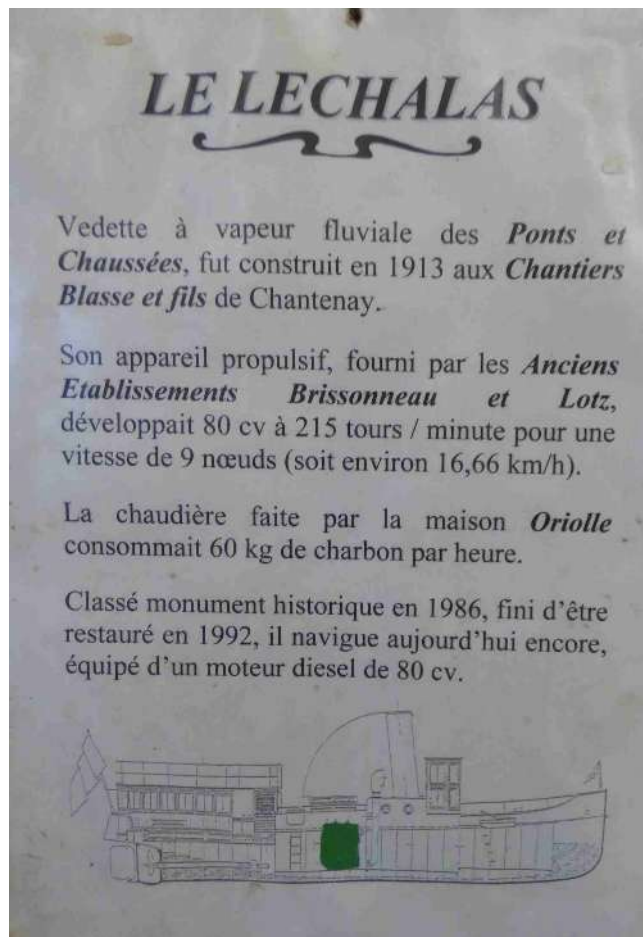 LE LECHALAS
Vedette à vapeur fluviale des Ponts et
Chaussées, fut construit en 1913 aux Chantiers
Blasse et fils de Chantenay.
Son appareil propulsif, fourni par les Anciens
Etablissements Brissonneau et Lotz,
développait 80 cv à 215 tours / minute pour une
vitesse de 9 nœuds (soit environ 16,66 km/h).
La chaudière faite par la maison Oriolle
consommait 60 kg de charbon par heure.
Classé monument historique en 1986, fini d’être
restauré en 1992, il navigue aujourd’hui encore,
équipé d’un moteur diesel de 80 cv.